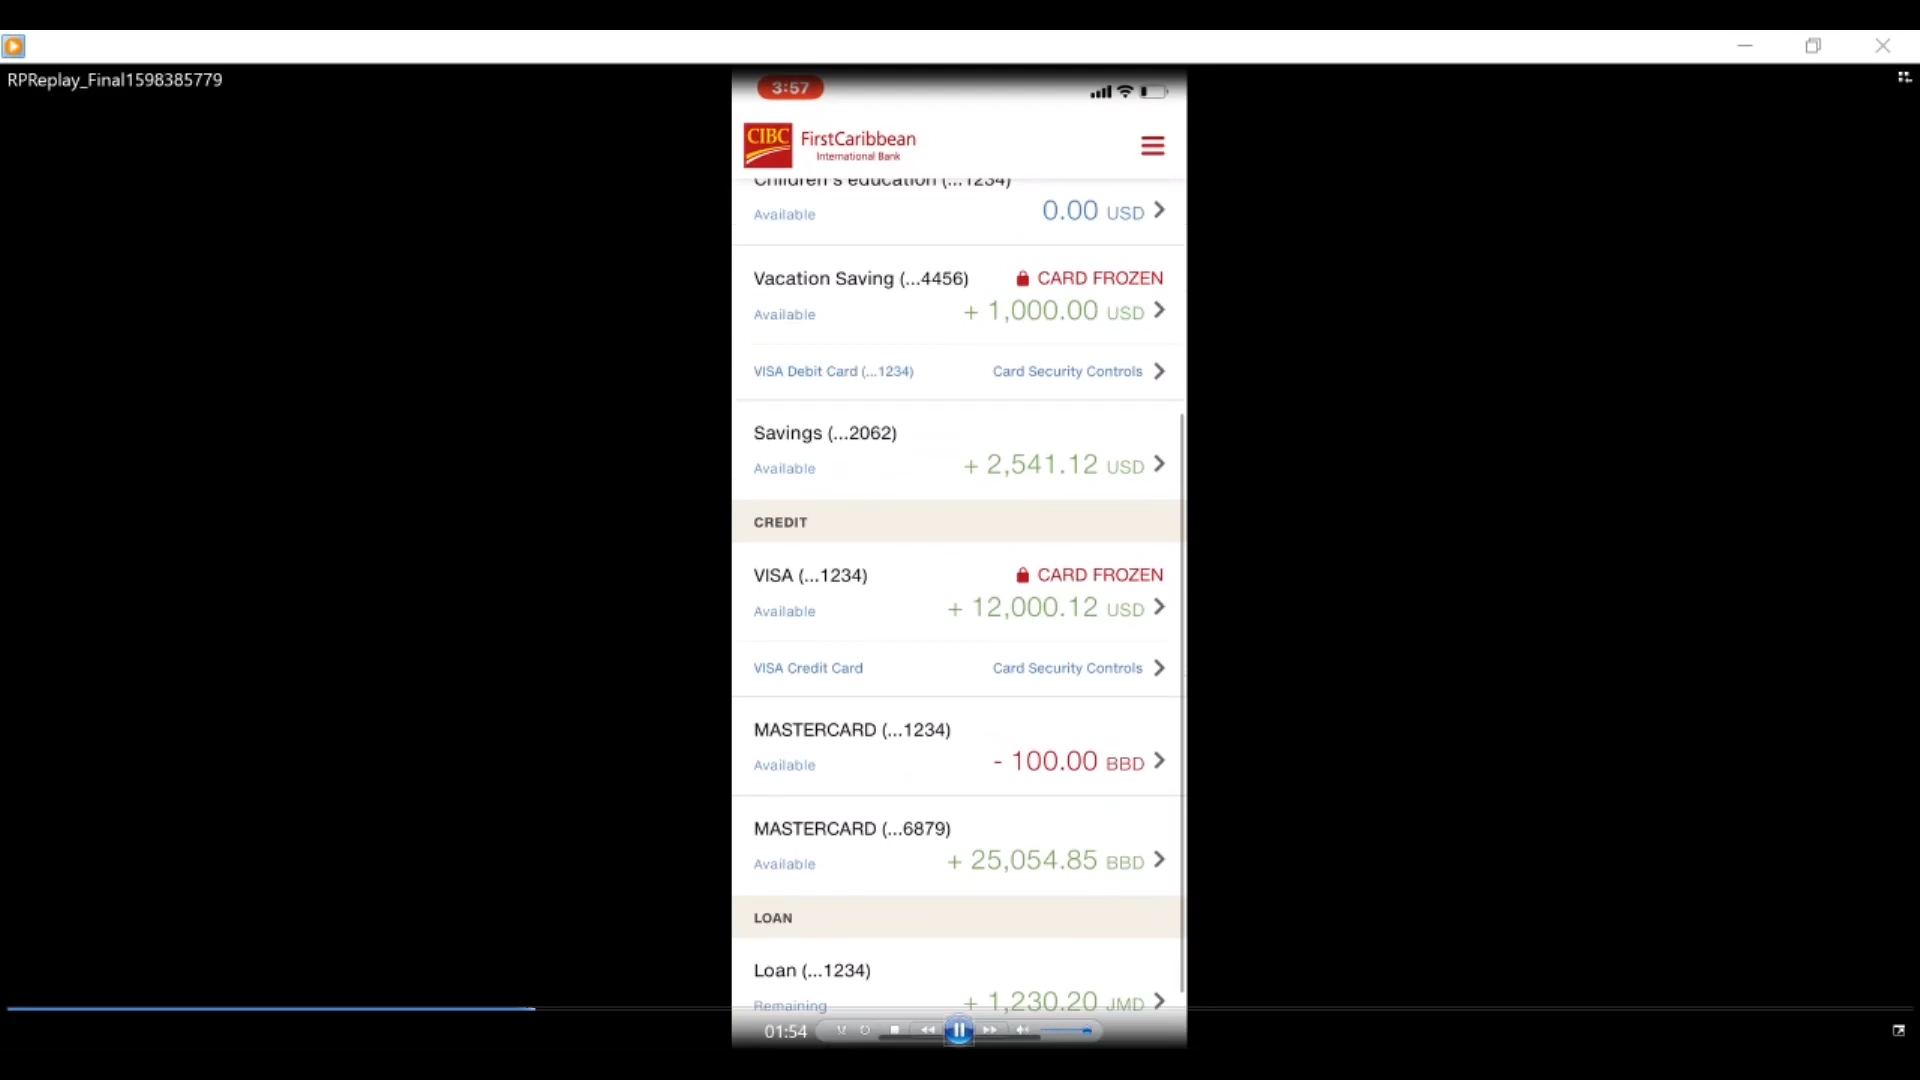 RPReplay_Final1598385779
3:57
CIBC FirstCaribbean
International Bank
Children's education (...1234)
Available 0.00 USD
Vacation Saving (...4456) CARD FROZEN
Available + 1,000.00 USD
VISA Debit Card (...1234) Card Security Controls
Savings (...2062)
Available + 2,541.12 USD
CREDIT
VISA (...1234) CARD FROZEN
Available + 12,000.12 USD
VISA Credit Card Card Security Controls
MASTERCARD (...1234)
Available - 100.00 BBD
MASTERCARD (...6879)
Available + 25,054.85 BBD
LOAN
Loan (...1234)
Remaining + 1,230.20 JMD
01:54